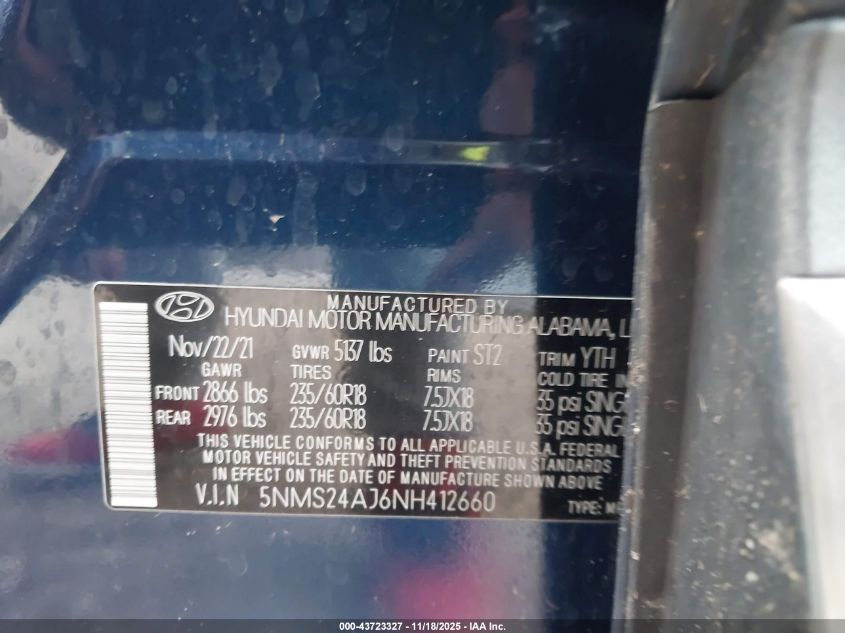 MANUFACTURED BY
HYUNDAI MOTOR MANUFACTURING ALABAMA,
Nov/22/21 GVWR 5137 lbs PAINT ST2 TRIM YTH
GAWR TIRES RIMS COLD TIRE
FRONT 2866 lbs 235/60R18 7.5JX18 35 psi
REAR 2976 lbs 235/60R18 7.5JX18 35 psi
THIS VEHICLE CONFORMS TO ALL APPLICABLE U.S.A. FEDERAL
MOTOR VEHICLE SAFETY AND THEFT PREVENTION STANDARDS
IN EFFECT ON THE DATE OF MANUFACTURE SHOWN ABOVE
V.I.N 5NMS24AJ6NH412660 TYPE:
000-43723327 - 11/18/2025 - IAA Inc.